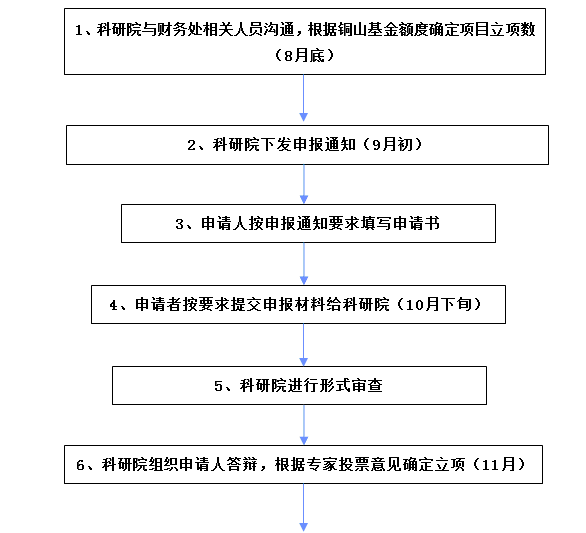 1、科研院与财务处相关人员沟通，根据铜山基金额度确定项目立项数
（8月底）
2、科研院下发申报通知（9月初）
3、申请人按申报通知要求填写申请书
4、申请者按要求提交申报材料给科研院（10月下旬）
5、科研院进行形式审查
6、科研院组织申请人答辩，根据专家投票意见确定立项（11月）